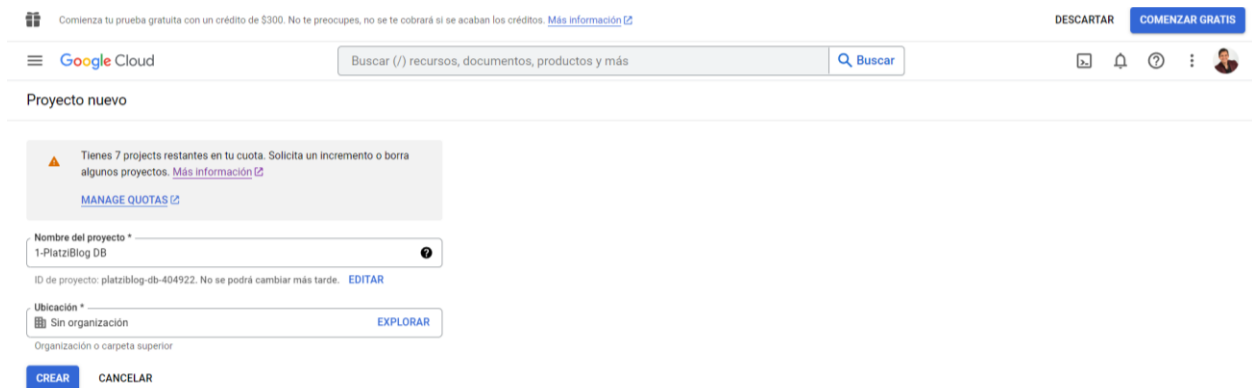 Comienza tu prueba gratuita con un crédito de $300. No te preocupes, no se te cobrará si se acaban los créditos. Más información
DESCARTAR
COMENZAR GRATIS
Google Cloud
Buscar (/) recursos, documentos, productos y más
Buscar
Proyecto nuevo
Tienes 7 projects restantes en tu cuota. Solicita un incremento o borra
algunos proyectos. Más información
MANAGE QUOTAS
Nombre del proyecto *
1-PlatziBlog DB
ID de proyecto: platziblog-db-404922. No se podrá cambiar más tarde. EDITAR
Ubicación *
Sin organización
EXPLORAR
Organización o carpeta superior
CREAR
CANCELAR